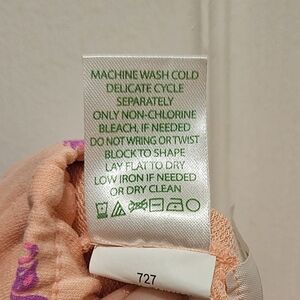 MACHINE WASH COLD
DELICATE CYCLE
SEPARATELY
ONLY NON-CHLORINE
BLEACH, IF NEEDED
DO NOT WRING OR TWIST
BLOCK TO SHAPE
LAY FLAT TO DRY
LOW IRON IF NEEDED
OR DRY CLEAN
727